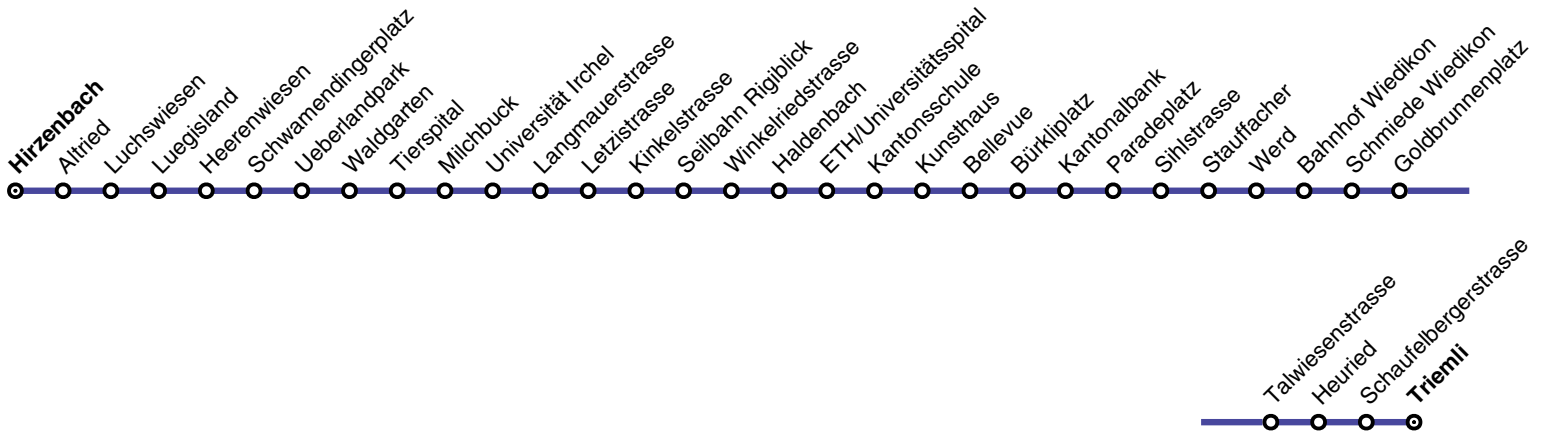 Hirzenbach
Altried
Luchswiesen
Luegisland
Heerenwiesen
Schwamendingerplatz
Ueberlandpark
Waldgarten
Tierspital
Milchbuck
Universität Irchel
Langmauerstrasse
Letzistrasse
Kinkelstrasse
Seilbahn Rigiblick
Winkelriedstrasse
Haldenbach
ETH/Universitätsspital
Kantonsschule
Kunsthaus
Bellevue
Bürkliplatz
Kantonalbank
Paradeplatz
Sihlstrasse
Stauffacher
Werd
Bahnhof Wiedikon
Schmiede Wiedikon
Goldbrunnenplatz
Talwiesenstrasse
Heuried
Schaufelbergerstrasse
Triemli